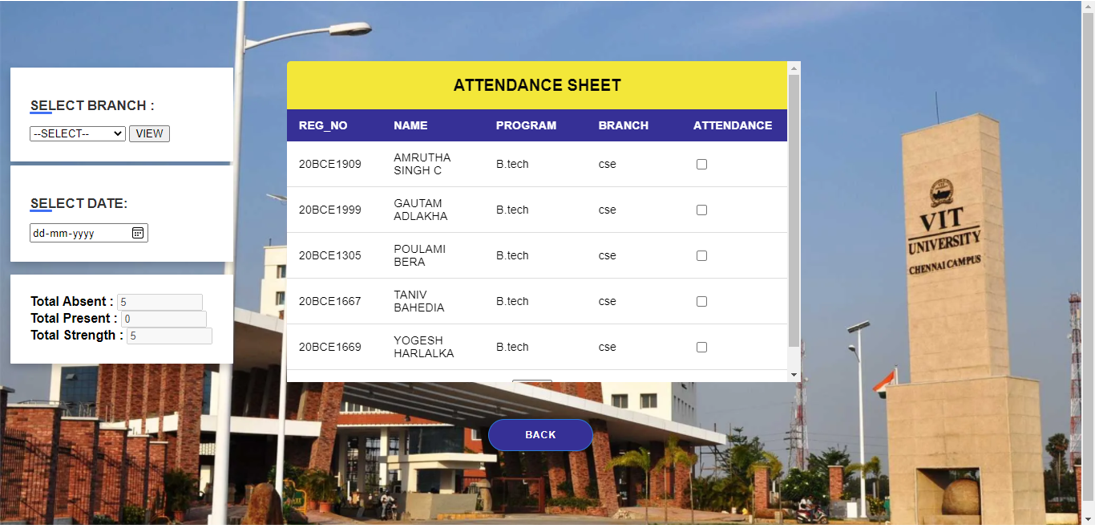 SELECT BRANCH :
--SELECT-- VIEW
SELECT DATE:
dd-mm-yyyy
Total Absent : 5
Total Present : 0
Total Strength : 5
ATTENDANCE SHEET
REG_NO NAME PROGRAM BRANCH ATTENDANCE
20BCE1909 AMRUTHA SINGH C B.tech cse
20BCE1999 GAUTAM ADLAKHA B.tech cse
20BCE1305 POULAMI BERA B.tech cse
20BCE1667 TANIV BAHEDIA B.tech cse
20BCE1669 YOGESH HARLALKA B.tech cse
BACK
VIT
UNIVERSITY
CHENNAI CAMPUS